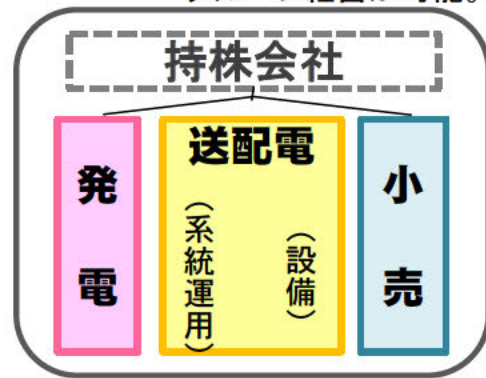 持株会社
発電
送配電
（系統運用）
（設備）
小売